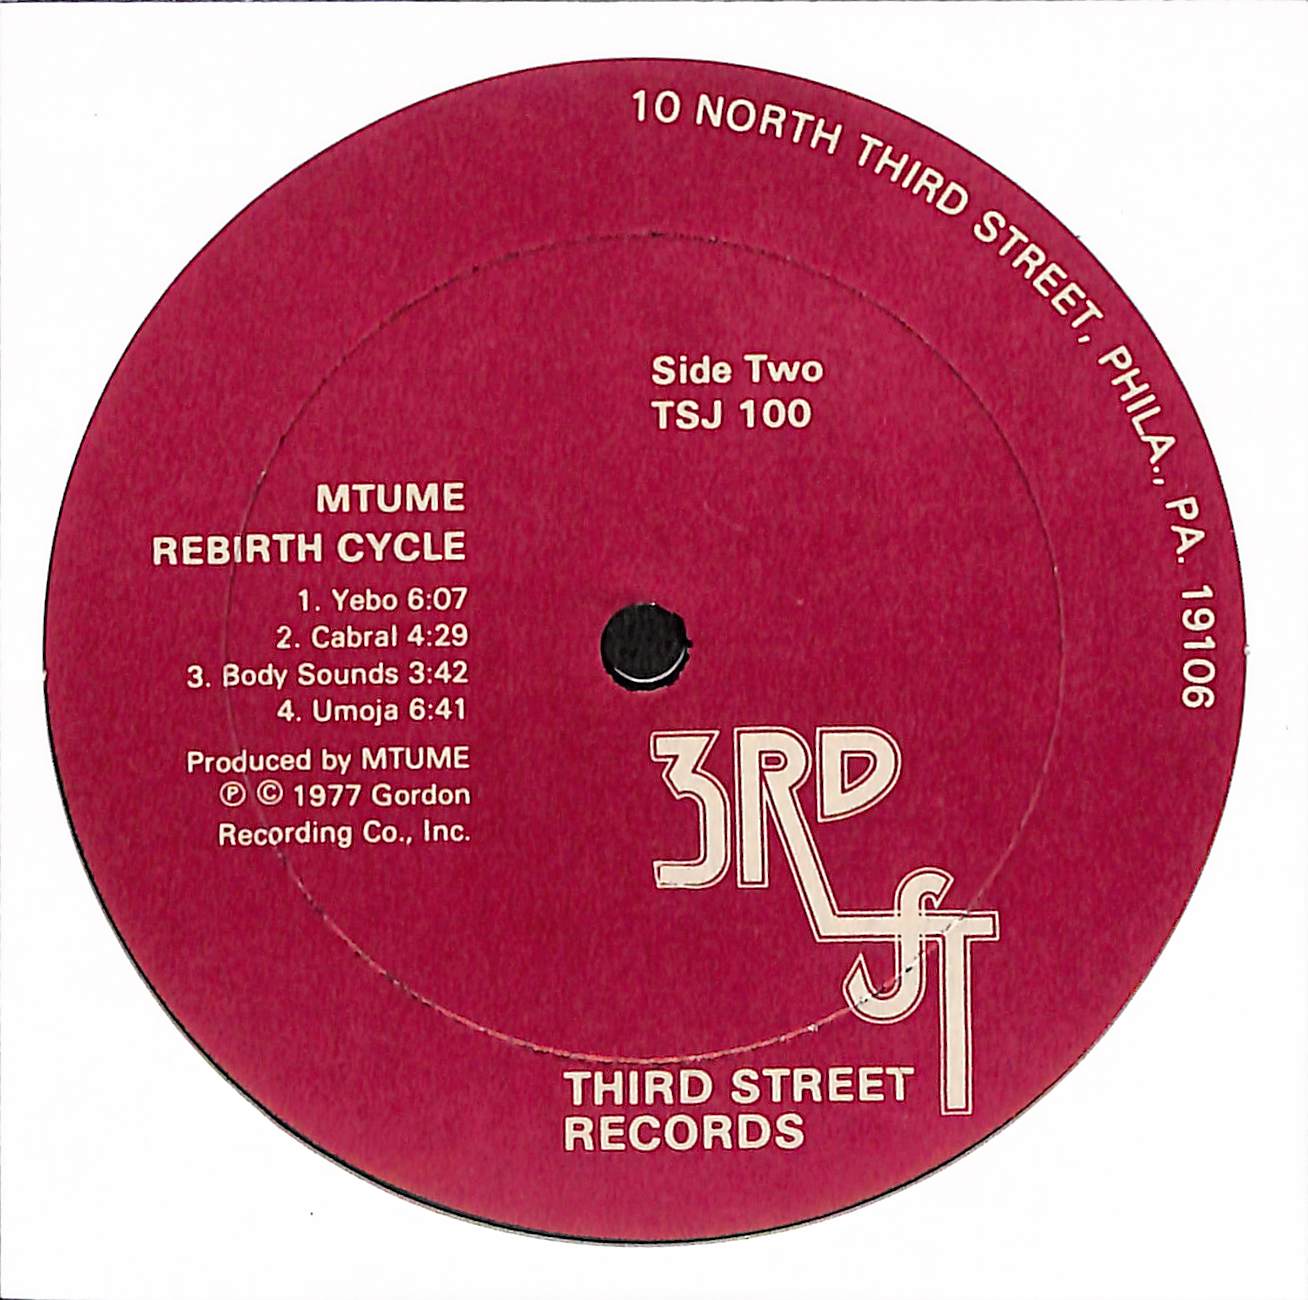 10 NORTH THIRD STREET, PHILA., PA. 19106
Side Two
TSJ 100
MTUME
REBIRTH CYCLE
1. Yebo 6:07
2. Cabral 4:29
3. Body Sounds 3:42
4. Umoja 6:41
Produced by MTUME
℗ © 1977 Gordon
Recording Co., Inc.
3RD
ST
THIRD STREET
RECORDS